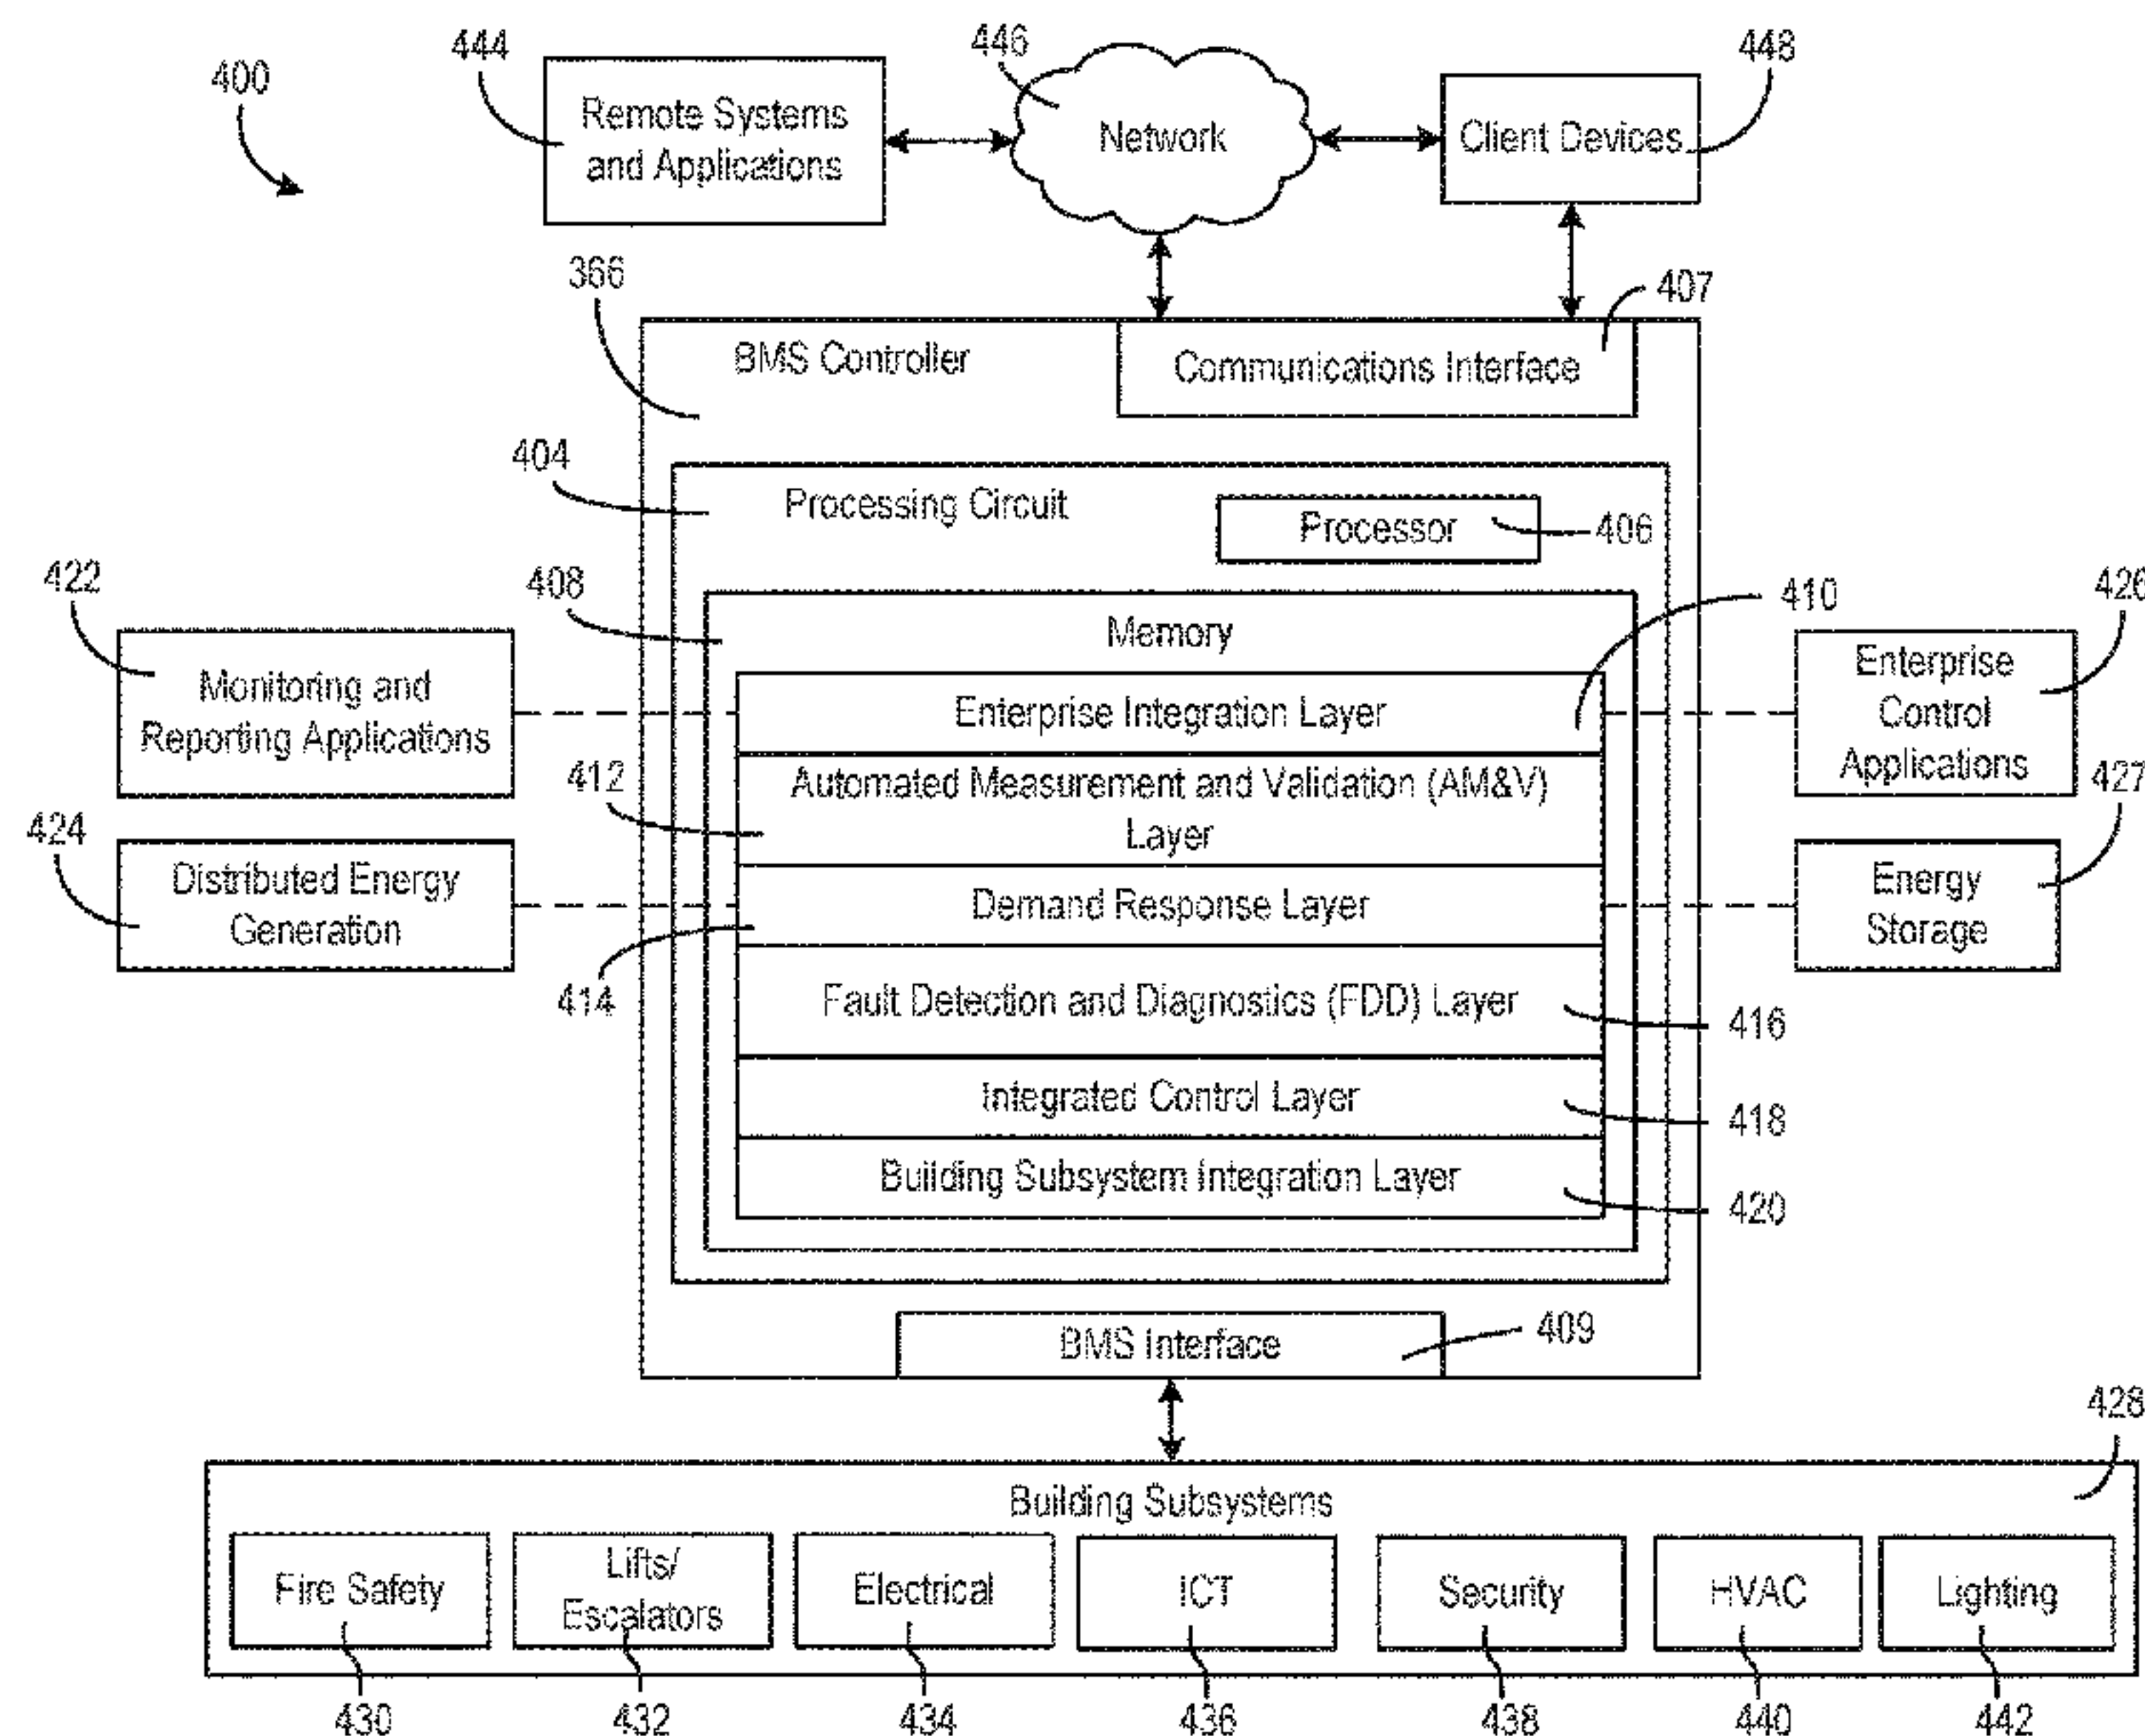 444
446
448
400
Remote Systems
and Applications
Network
Client Devices
366
407
BMS Controller
Communications Interface
404
Processing Circuit
Processor
406
422
408
410
426
Memory
Monitoring and
Reporting Applications
Enterprise Integration Layer
Enterprise
Control
Applications
412
Automated Measurement and Validation (AM&V)
Layer
427
424
Distributed Energy
Generation
Demand Response Layer
Energy
Storage
414
Fault Detection and Diagnostics (FDD) Layer
416
Integrated Control Layer
418
Building Subsystem Integration Layer
420
BMS Interface
409
428
Building Subsystems
Fire Safety
Lifts/
Escalators
Electrical
ICT
Security
HVAC
Lighting
430
432
434
436
438
440
442